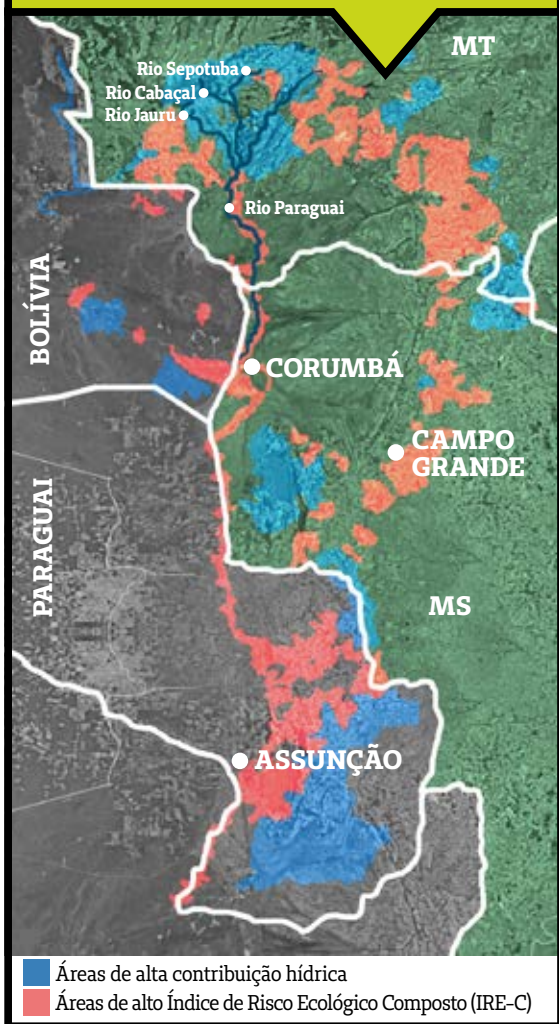 MT
Rio Sepotuba
Rio Cabaçal
Rio Jauru
Rio Paraguai
BOLÍVIA
CORUMBÁ
CAMPO
GRANDE
PARAGUAI
MS
ASSUNÇÃO
Áreas de alta contribuição hídrica
Áreas de alto Índice de Risco Ecológico Composto (IRE-C)